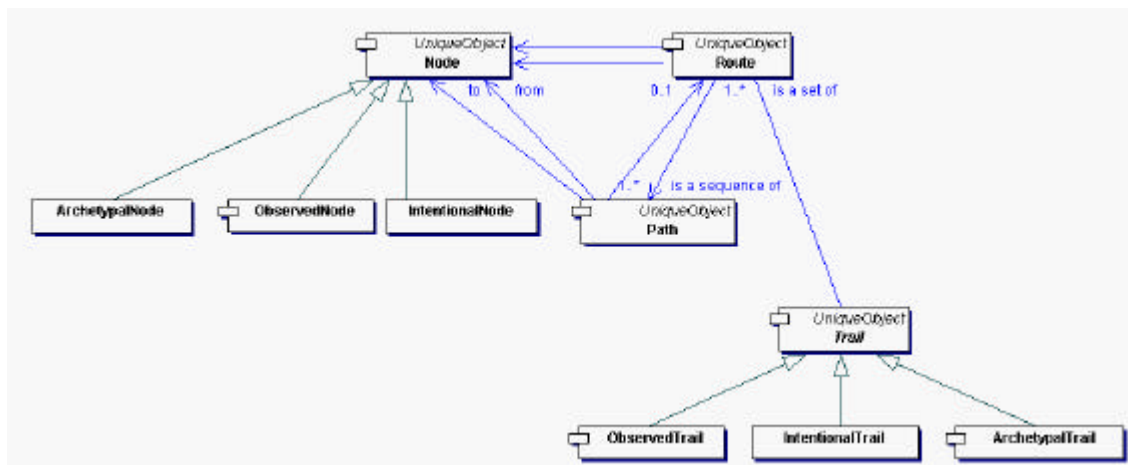 UniqueObject
Node
UniqueObject
Route
to from
0..1
1..*
is a set of
1..*
is a sequence of
ArchetypalNode
ObservedNode
IntentionalNode
UniqueObject
Path
UniqueObject
Trail
ObservedTrail
IntentionalTrail
ArchetypalTrail